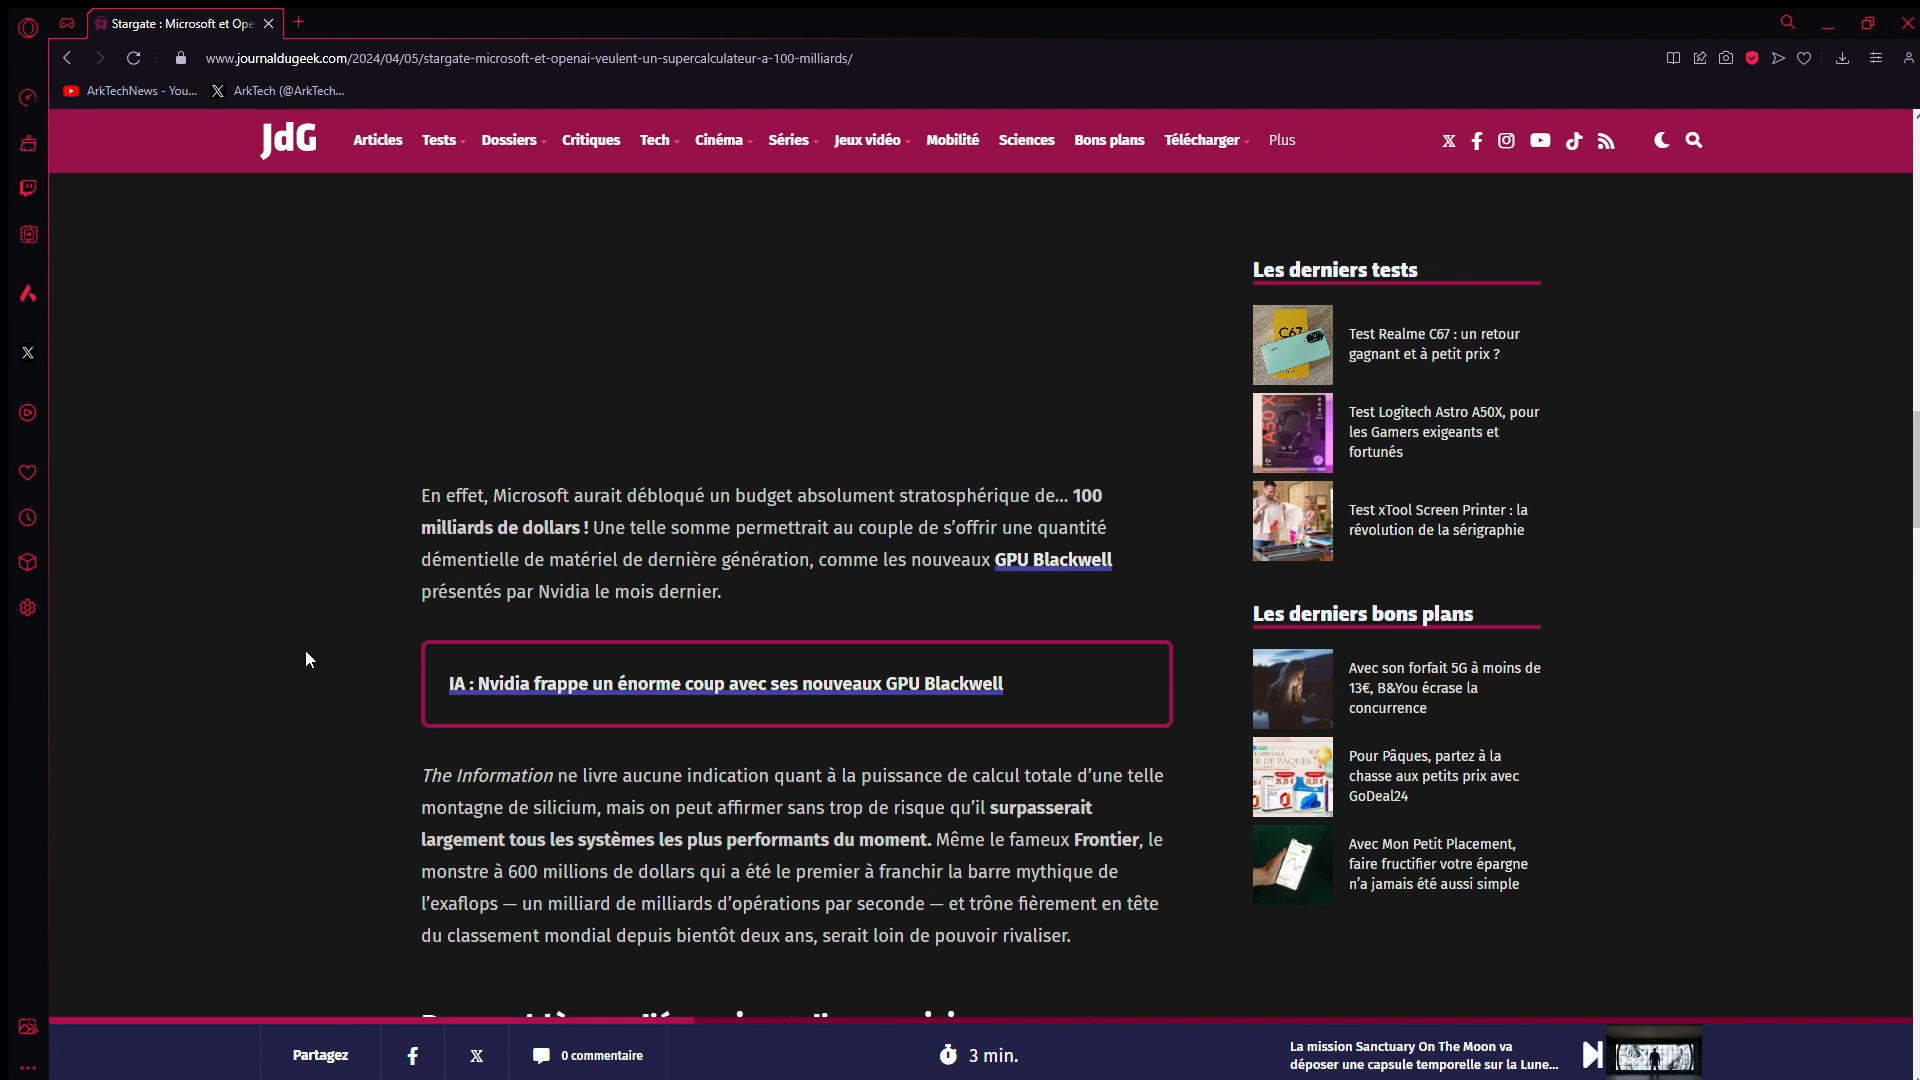 Stargate : Microsoft et Ope
www.journaldugeek.com/2024/04/05/stargate-microsoft-et-openai-veulent-un-supercalculateur-a-100-milliards/
ArkTechNews - You... ArkTech (@ArkTech...
JdG Articles Tests Dossiers Critiques Tech Cinéma Séries Jeux vidéo Mobilité Sciences Bons plans Télécharger Plus
En effet, Microsoft aurait débloqué un budget absolument stratosphérique de... 100
milliards de dollars ! Une telle somme permettrait au couple de s'offrir une quantité
démentielle de matériel de dernière génération, comme les nouveaux GPU Blackwell
présentés par Nvidia le mois dernier.
IA : Nvidia frappe un énorme coup avec ses nouveaux GPU Blackwell
The Information ne livre aucune indication quant à la puissance de calcul totale d'une telle
montagne de silicium, mais on peut affirmer sans trop de risque qu'il surpasserait
largement tous les systèmes les plus performants du moment. Même le fameux Frontier, le
monstre à 600 millions de dollars qui a été le premier à franchir la barre mythique de
l'exaflops — un milliard de milliards d'opérations par seconde — et trône fièrement en tête
du classement mondial depuis bientôt deux ans, serait loin de pouvoir rivaliser.
Les derniers tests
C67
Test Realme C67 : un retour
gagnant et à petit prix ?
A50 X
Test Logitech Astro A50X, pour
les Gamers exigeants et
fortunés
Test xTool Screen Printer : la
révolution de la sérigraphie
Les derniers bons plans
Avec son forfait 5G à moins de
13€, B&You écrase la
concurrence
Pour Pâques, partez à la
chasse aux petits prix avec
GoDeal24
Avec Mon Petit Placement,
faire fructifier votre épargne
n'a jamais été aussi simple
Partagez
0 commentaire
3 min.
La mission Sanctuary On The Moon va
déposer une capsule temporelle sur la Lune...